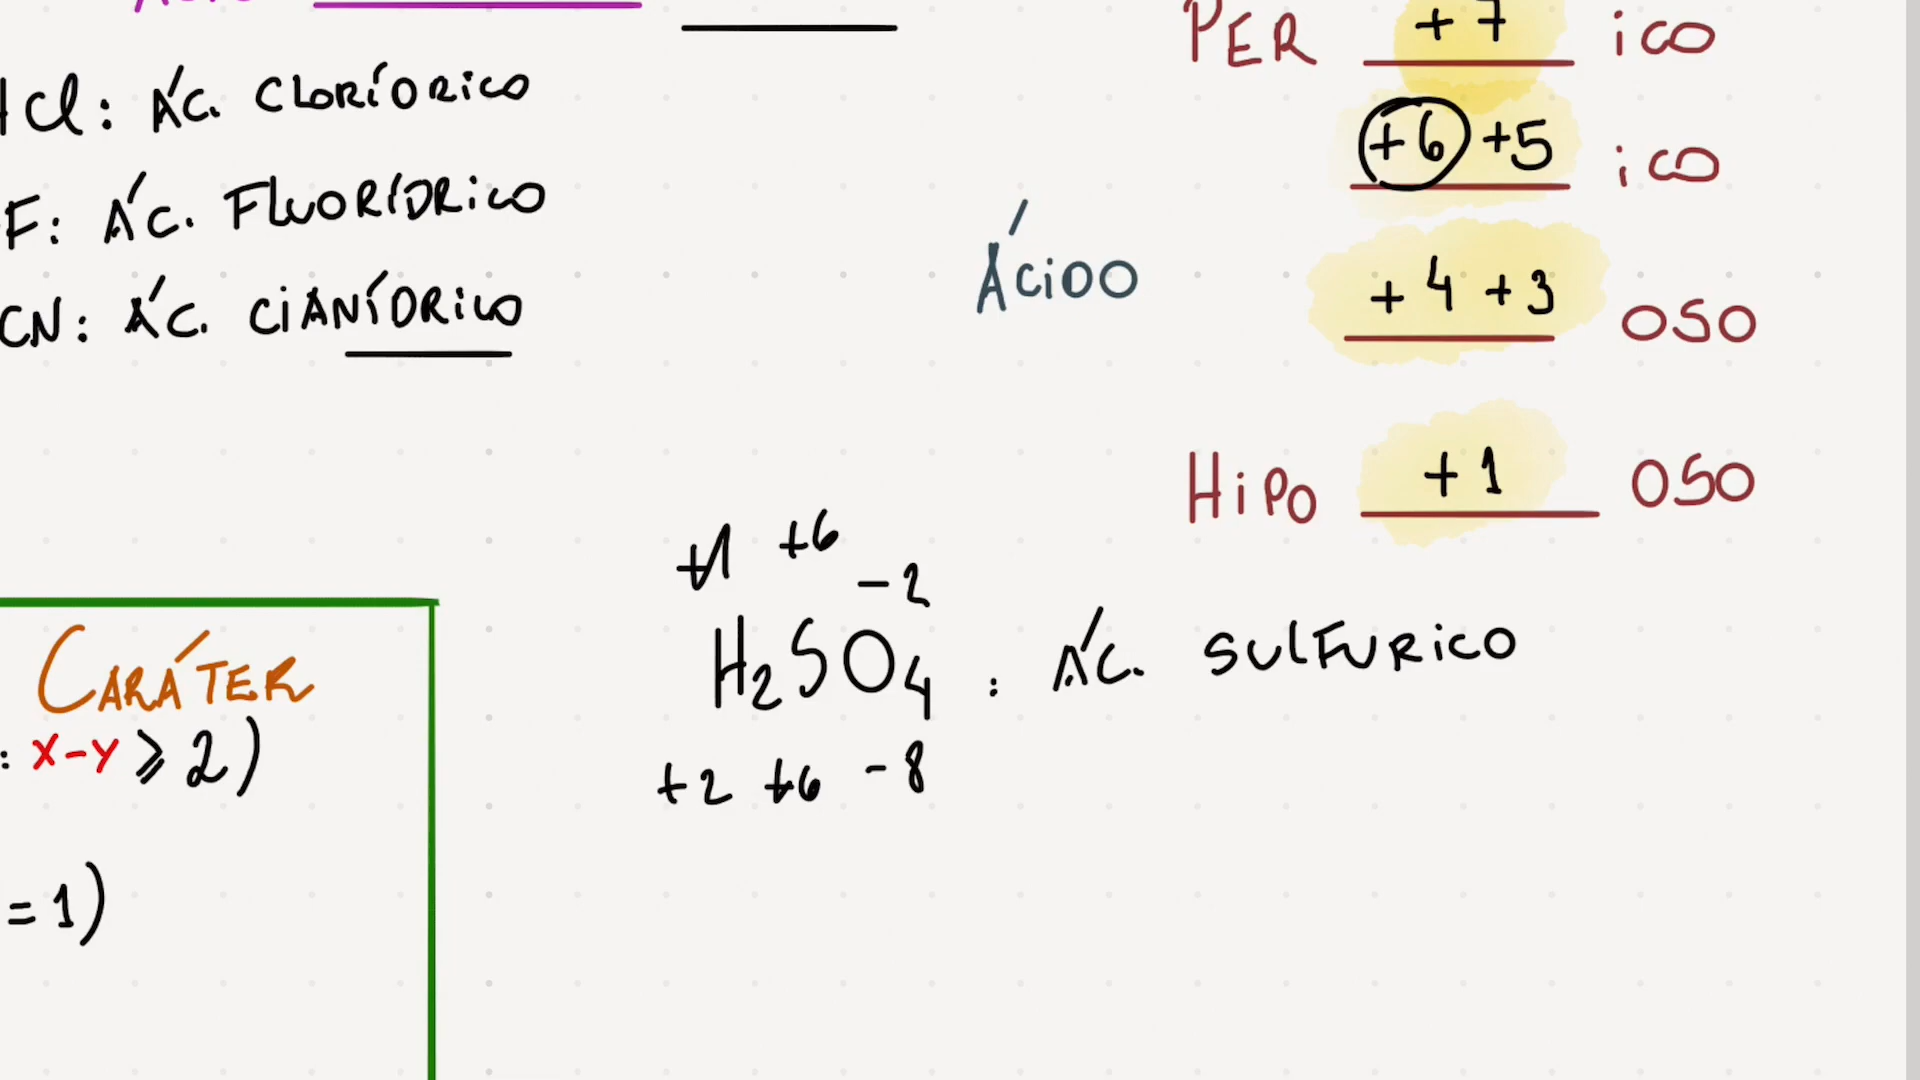 PER +7 ico
HCl: Ác. CLORÍORICO
+6 +5 ico
F: Ác. FLUORÍDRICO
ÁCIDO
+4 +3 OSO
CN: Ác. CIANÍDRICO
HIPO +1 OSO
+1 +6 -2
H2SO4 : Ác. SULFURICO
+2 +6 -8
CARÁTER
: x-y ⩾ 2)
= 1)